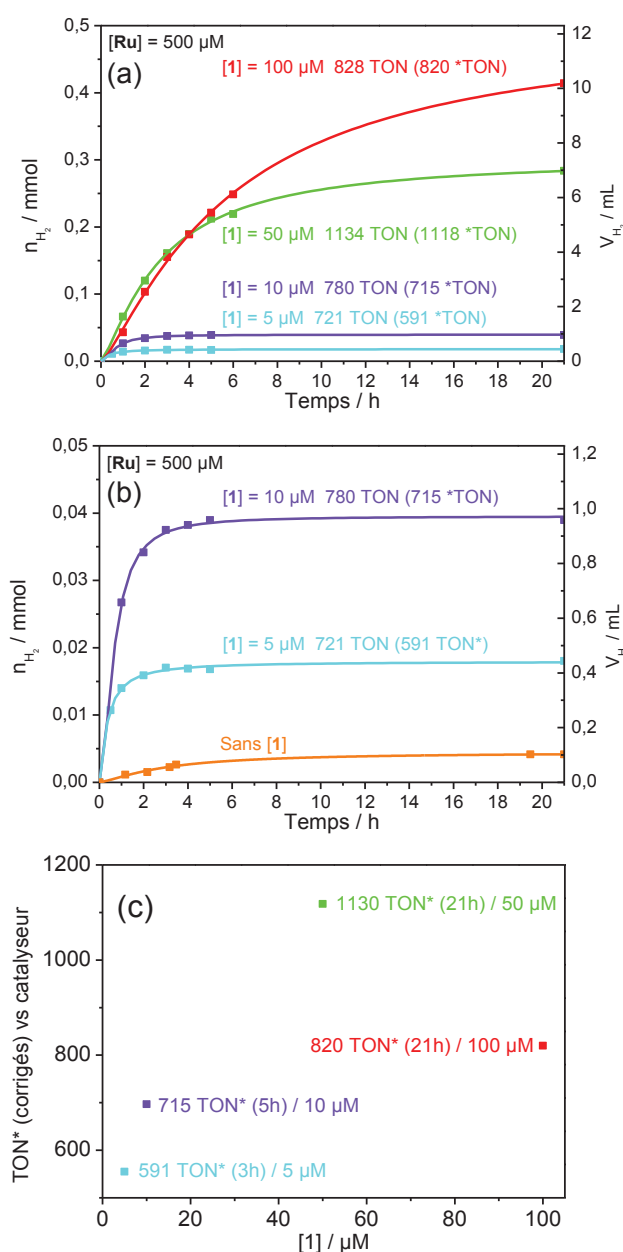 [Ru] = 500 µM
(a)
[1] = 100 µM 828 TON (820 *TON)
[1] = 50 µM 1134 TON (1118 *TON)
[1] = 10 µM 780 TON (715 *TON)
[1] = 5 µM 721 TON (591 *TON)
0,5
0,4
0,3
0,2
0,1
0,0
n H2 / mmol
12
10
8
6
4
2
0
V H2 / mL
0 2 4 6 8 10 12 14 16 18 20
Temps / h
[Ru] = 500 µM
(b)
[1] = 10 µM 780 TON (715 *TON)
[1] = 5 µM 721 TON (591 TON*)
Sans [1]
0,05
0,04
0,03
0,02
0,01
0,00
n H2 / mmol
1,2
1,0
0,8
0,6
0,4
0,2
0,0
V H / mL
0 2 4 6 8 10 12 14 16 18 20
Temps / h
(c)
1130 TON* (21h) / 50 µM
820 TON* (21h) / 100 µM
715 TON* (5h) / 10 µM
591 TON* (3h) / 5 µM
1200
1000
800
600
TON* (corrigés) vs catalyseur
0 20 40 60 80 100
[1] / µM